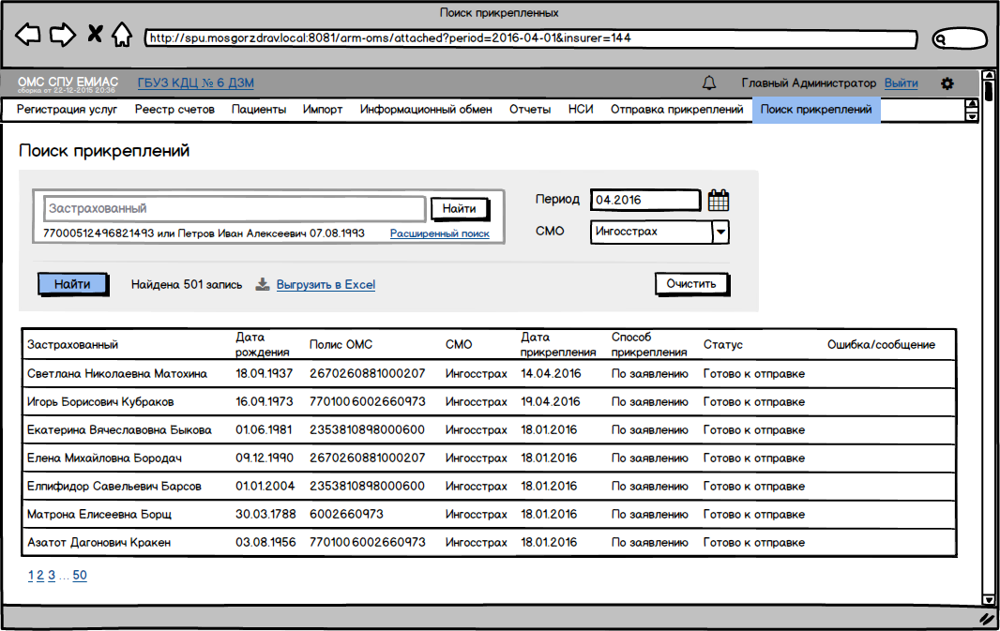 Поиск прикрепленных
http://spu.mosgorzdrav.local:8081/arm-oms/attached?period=2016-04-01&insurer=144
ОМС СПУ ЕМИАС ГБУЗ КДЦ № 6 ДЗМ Главный Администратор Выйти
сборка от 22-12-2015 20:36
Регистрация услуг Реестр счетов Пациенты Импорт Информационный обмен Отчеты НСИ Отправка прикреплений Поиск прикреплений
Поиск прикреплений
Застрахованный Найти Период 04.2016
77000512496821493 или Петров Иван Алексеевич 07.08.1993 Расширенный поиск СМО Ингосстрах
Найти Найдена 501 запись Выгрузить в Excel Очистить
Застрахованный Дата рождения Полис ОМС СМО Дата прикрепления Способ прикрепления Статус Ошибка/сообщение
Светлана Николаевна Матохина 18.09.1937 2670260881000207 Ингосстрах 14.04.2016 По заявлению Готово к отправке
Игорь Борисович Кубраков 16.09.1973 7701006002660973 Ингосстрах 19.04.2016 По заявлению Готово к отправке
Екатерина Вячеславовна Быкова 01.06.1981 2353810898000600 Ингосстрах 18.01.2016 По заявлению Готово к отправке
Елена Михайловна Бородач 09.12.1990 2670260881000207 Ингосстрах 18.01.2016 По заявлению Готово к отправке
Елпифидор Савельевич Барсов 01.01.2004 2353810898000600 Ингосстрах 18.01.2016 По заявлению Готово к отправке
Матрона Елисеевна Борщ 30.03.1788 6002660973 Ингосстрах 18.01.2016 По заявлению Готово к отправке
Азатот Дагонович Кракен 03.08.1956 7701006002660973 Ингосстрах 18.01.2016 По заявлению Готово к отправке
1 2 3 ... 50